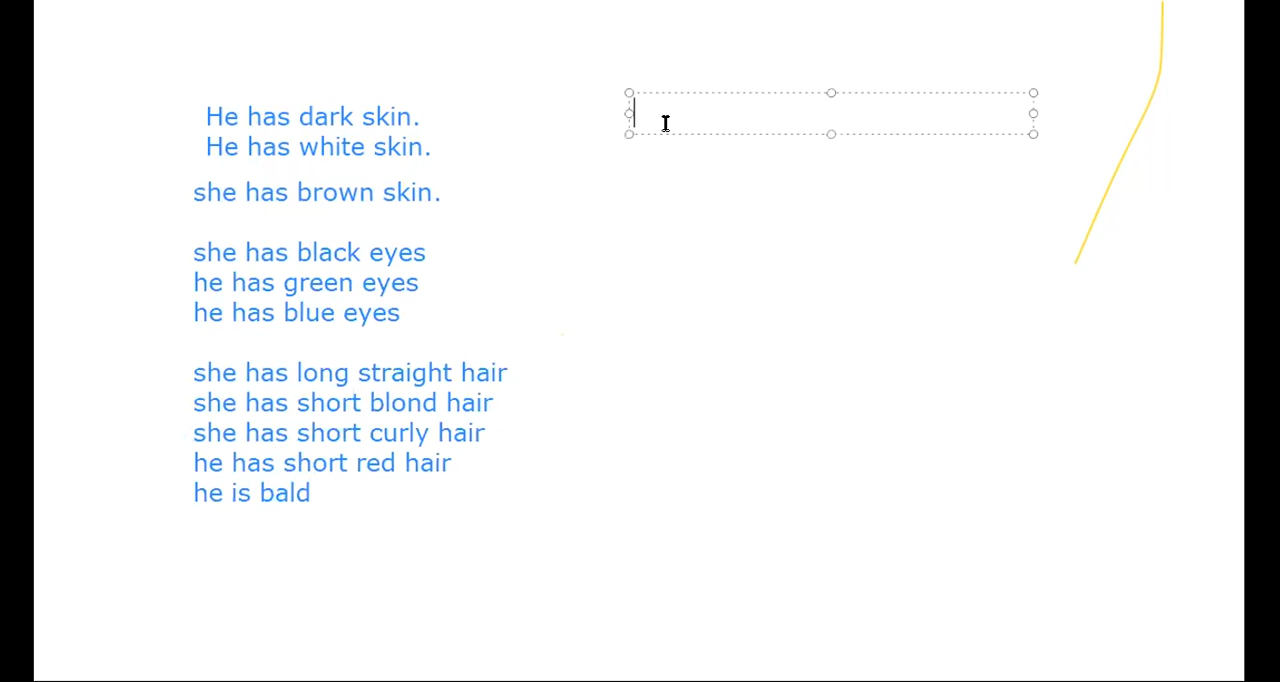 He has dark skin.
He has white skin.
she has brown skin.
she has black eyes
he has green eyes
he has blue eyes
she has long straight hair
she has short blond hair
she has short curly hair
he has short red hair
he is bald